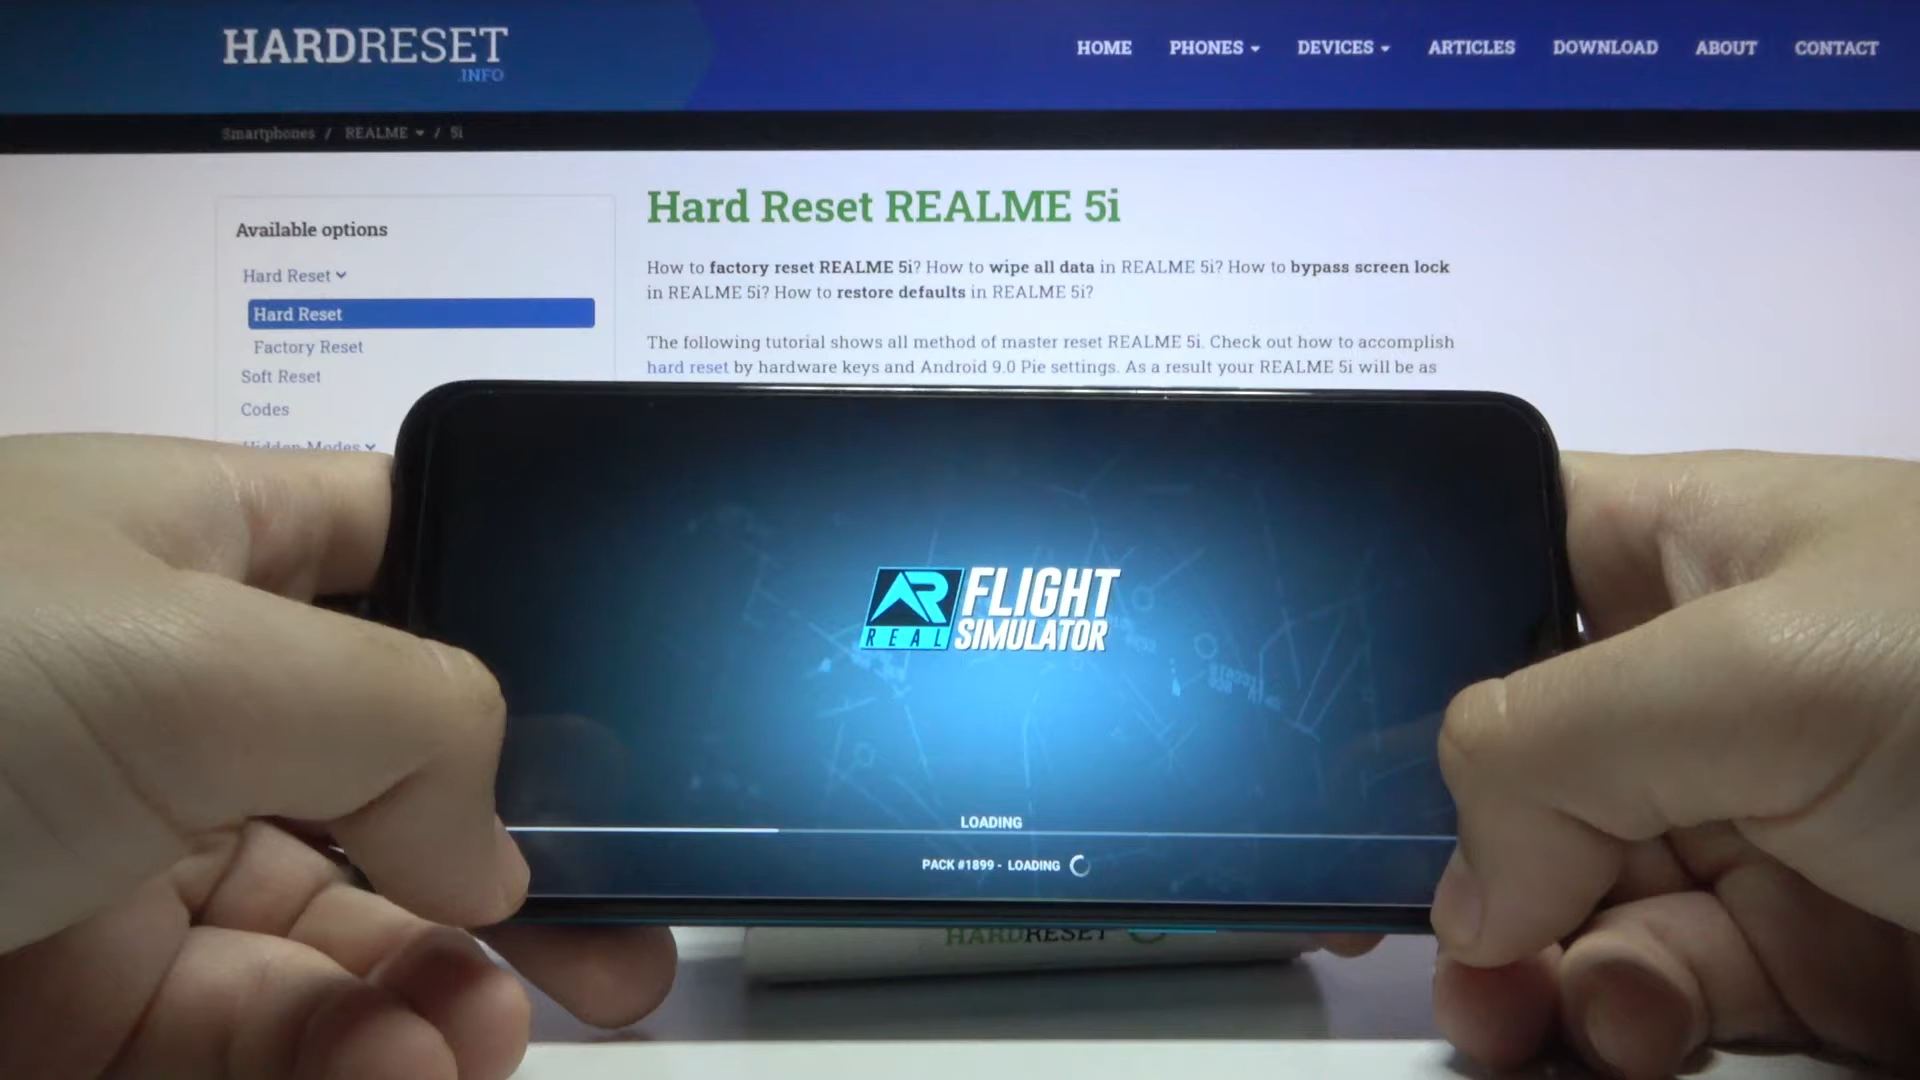 HARDRESET
.INFO
HOME PHONES DEVICES ARTICLES DOWNLOAD ABOUT CONTACT
Smartphones / REALME / 5i
Available options
Hard Reset
Hard Reset
Factory Reset
Soft Reset
Codes
Hidden Modes
Hard Reset REALME 5i
How to factory reset REALME 5i? How to wipe all data in REALME 5i? How to bypass screen lock
in REALME 5i? How to restore defaults in REALME 5i?
The following tutorial shows all method of master reset REALME 5i. Check out how to accomplish
hard reset by hardware keys and Android 9.0 Pie settings. As a result your REALME 5i will be as
AR FLIGHT
REAL SIMULATOR
LOADING
PACK #1899 - LOADING
HARDRESET